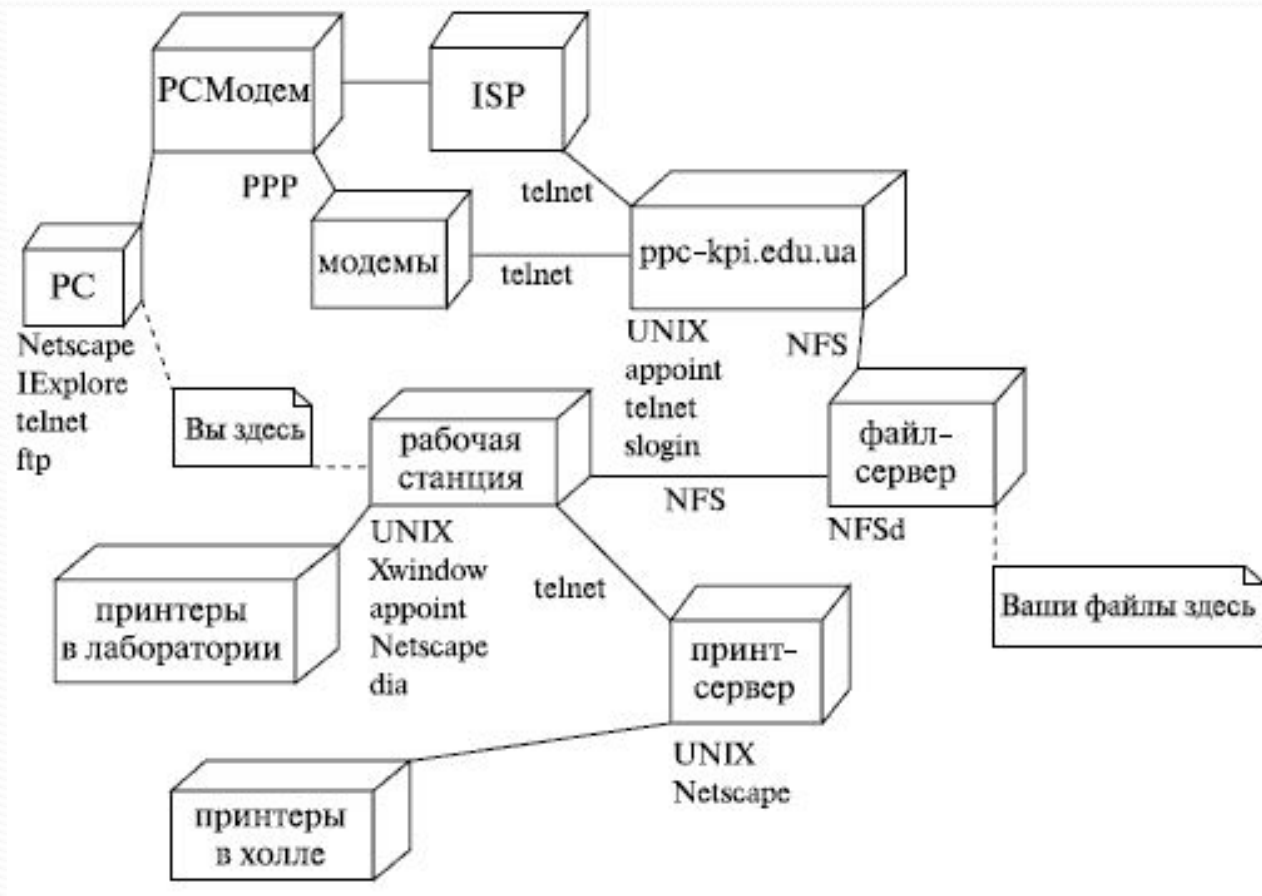 РСМодем
ISP
PPP
telnet
модемы
telnet
ppc-kpi.edu.ua
PC
Netscape
IExplore
telnet
ftp
Вы здесь
UNIX
appoint
telnet
slogin
NFS
рабочая
станция
NFS
файл-
сервер
NFSd
UNIX
Xwindow
appoint
Netscape
dia
telnet
Ваши файлы здесь
принтеры
в лаборатории
принт-
сервер
UNIX
Netscape
принтеры
в холле